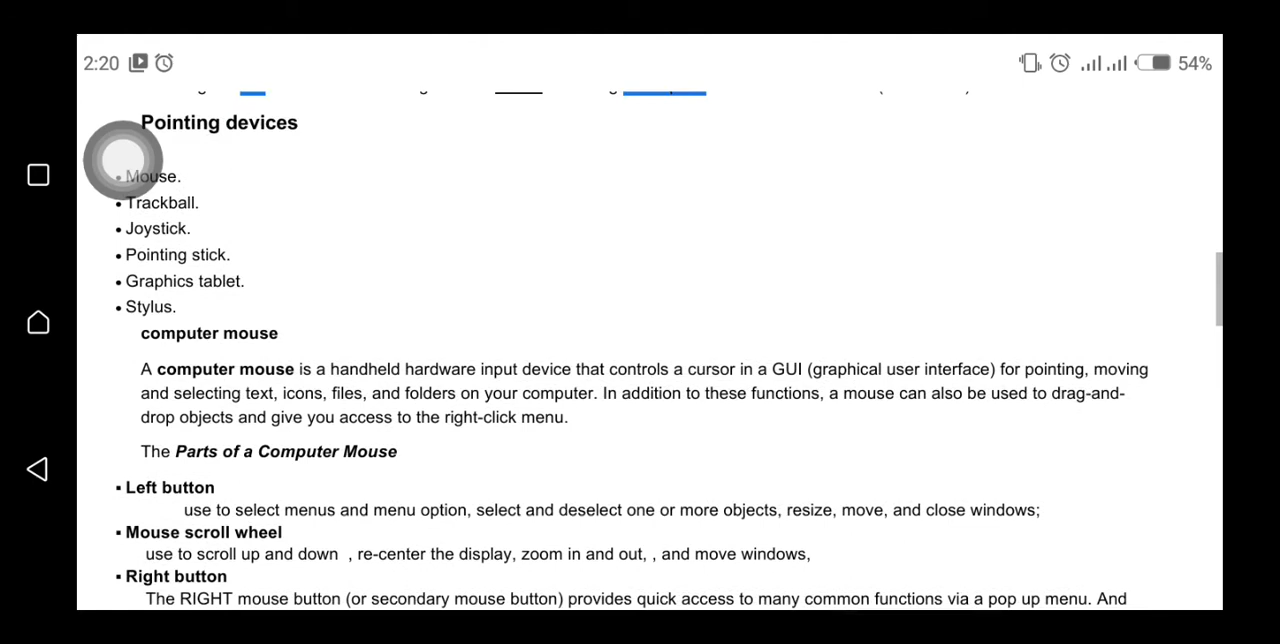 2:20 54%
Pointing devices
• Mouse.
• Trackball.
• Joystick.
• Pointing stick.
• Graphics tablet.
• Stylus.
computer mouse
A computer mouse is a handheld hardware input device that controls a cursor in a GUI (graphical user interface) for pointing, moving
and selecting text, icons, files, and folders on your computer. In addition to these functions, a mouse can also be used to drag-and-
drop objects and give you access to the right-click menu.
The Parts of a Computer Mouse
▪ Left button
use to select menus and menu option, select and deselect one or more objects, resize, move, and close windows;
▪ Mouse scroll wheel
use to scroll up and down , re-center the display, zoom in and out, , and move windows,
▪ Right button
The RIGHT mouse button (or secondary mouse button) provides quick access to many common functions via a pop up menu. And